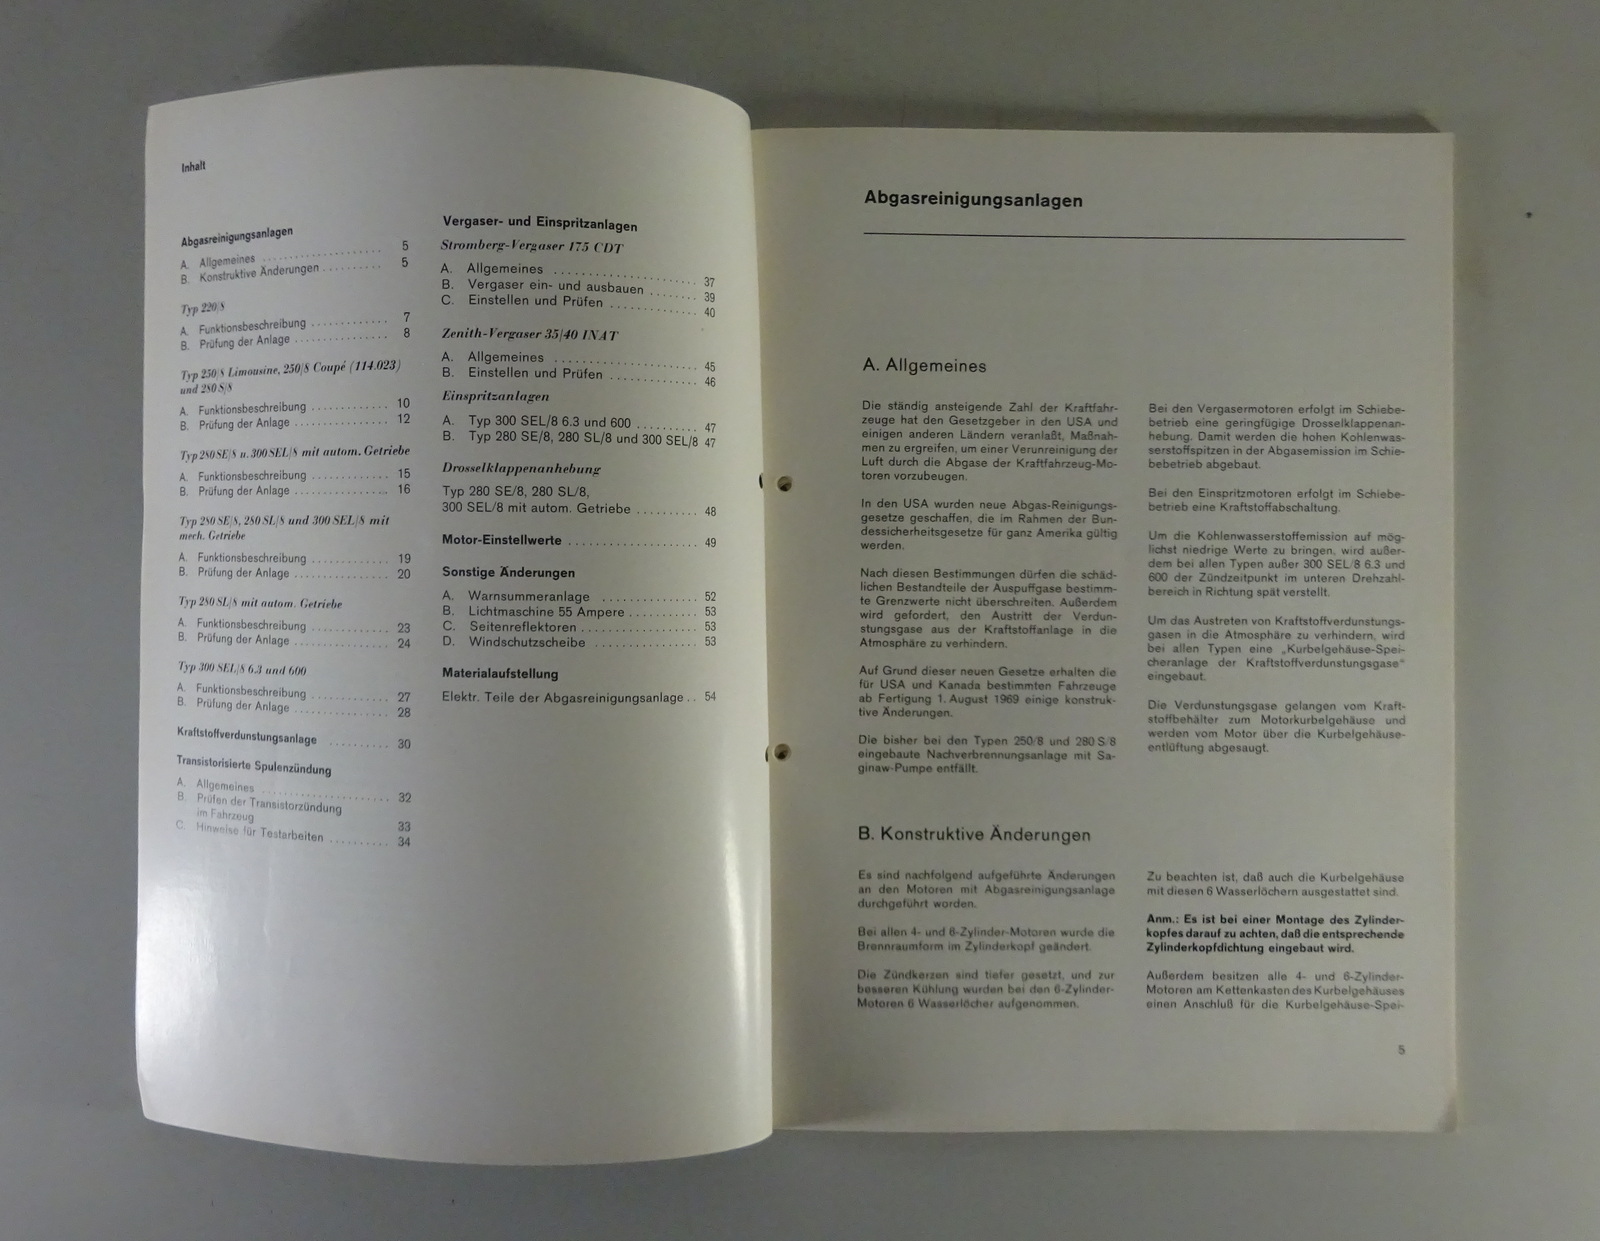 Inhalt
Abgasreinigungsanlagen
A. Allgemeines .................... 5
B. Konstruktive Änderungen .......... 5
Typ 220/8
A. Funktionsbeschreibung ............. 7
B. Prüfung der Anlage ............... 8
Typ 250/8 Limousine, 250/8 Coupé (114.023)
und 280 S/8
A. Funktionsbeschreibung ............ 10
B. Prüfung der Anlage ............... 12
Typ 280 SE/8 u. 300 SEL/8 mit autom. Getriebe
A. Funktionsbeschreibung ............ 15
B. Prüfung der Anlage ............... 16
Typ 280 SE/8, 280 SL/8 und 300 SEL/8 mit
mech. Getriebe
A. Funktionsbeschreibung ............ 19
B. Prüfung der Anlage ............... 20
Typ 280 SL/8 mit autom. Getriebe
A. Funktionsbeschreibung ............ 23
B. Prüfung der Anlage ............... 24
Typ 300 SEL/8 6.3 und 600
A. Funktionsbeschreibung ............ 27
B. Prüfung der Anlage ............... 28
Kraftstoffverdunstungsanlage ......... 30
Transistorisierte Spulenzündung
A. Allgemeines .................... 32
B. Prüfen der Transistorzündung
im Fahrzeug 33
C. Hinweise für Testarbeiten .......... 34
Vergaser- und Einspritzanlagen
Stromberg-Vergaser 175 CDT
A. Allgemeines ...................... 37
B. Vergaser ein- und ausbauen ........ 39
C. Einstellen und Prüfen ............. 40
Zenith-Vergaser 35/40 INAT
A. Allgemeines ...................... 45
B. Einstellen und Prüfen ............. 46
Einspritzanlagen
A. Typ 300 SEL/8 6.3 und 600 ......... 47
B. Typ 280 SE/8, 280 SL/8 und 300 SEL/8 47
Drosselklappenanhebung
Typ 280 SE/8, 280 SL/8,
300 SEL/8 mit autom. Getriebe ......... 48
Motor-Einstellwerte ................... 49
Sonstige Änderungen
A. Warnsummeranlage .............. 52
B. Lichtmaschine 55 Ampere .......... 53
C. Seitenreflektoren ................. 53
D. Windschutzscheibe ............... 53
Materialaufstellung
Elektr. Teile der Abgasreinigungsanlage .. 54
Abgasreinigungsanlagen
A. Allgemeines
Die ständig ansteigende Zahl der Kraftfahr-
zeuge hat den Gesetzgeber in den USA und
einigen anderen Ländern veranlaßt, Maßnah-
men zu ergreifen, um einer Verunreinigung der
Luft durch die Abgase der Kraftfahrzeug-Mo-
toren vorzubeugen.
In den USA wurden neue Abgas-Reinigungs-
gesetze geschaffen, die im Rahmen der Bun-
dessicherheitsgesetze für ganz Amerika gültig
werden.
Nach diesen Bestimmungen dürfen die schäd-
lichen Bestandteile der Auspuffgase bestimm-
te Grenzwerte nicht überschreiten. Außerdem
wird gefordert, den Austritt der Verdun-
stungsgase aus der Kraftstoffanlage in die
Atmosphäre zu verhindern.
Auf Grund dieser neuen Gesetze erhalten die
für USA und Kanada bestimmten Fahrzeuge
ab Fertigung 1. August 1969 einige konstruk-
tive Änderungen.
Die bisher bei den Typen 250/8 und 280 S/8
eingebaute Nachverbrennungsanlage mit Sa-
ginaw-Pumpe entfällt.
Bei den Vergasermotoren erfolgt im Schiebe-
betrieb eine geringfügige Drosselklappenan-
hebung. Damit werden die hohen Kohlenwas-
serstoffspitzen in der Abgasemission im Schie-
bebetrieb abgebaut.
Bei den Einspritzmotoren erfolgt im Schiebe-
betrieb eine Kraftstoffabschaltung.
Um die Kohlenwasserstoffemission auf mög-
lichst niedrige Werte zu bringen, wird außer-
dem bei allen Typen außer 300 SEL/8 6.3 und
600 der Zündzeitpunkt im unteren Drehzahl-
bereich in Richtung spät verstellt.
Um das Austreten von Kraftstoffverdunstungs-
gasen in die Atmosphäre zu verhindern, wird
bei allen Typen eine „Kurbelgehäuse-Spei-
cheranlage der Kraftstoffverdunstungsgase“
eingebaut.
Die Verdunstungsgase gelangen vom Kraft-
stoffbehälter zum Motorkurbelgehäuse und
werden vom Motor über die Kurbelgehäuse-
entlüftung abgesaugt.
B. Konstruktive Änderungen
Es sind nachfolgend aufgeführte Änderungen
an den Motoren mit Abgasreinigungsanlage
durchgeführt worden.
Bei allen 4- und 6-Zylinder-Motoren wurde die
Brennraumform im Zylinderkopf geändert.
Die Zündkerzen sind tiefer gesetzt, und zur
besseren Kühlung wurden bei den 6-Zylinder-
Motoren 6 Wasserlöcher aufgenommen.
Zu beachten ist, daß auch die Kurbelgehäuse
mit diesen 6 Wasserlöchern ausgestattet sind.
Anm.: Es ist bei einer Montage des Zylinder-
kopfes darauf zu achten, daß die entsprechende
Zylinderkopfdichtung eingebaut wird.
Außerdem besitzen alle 4- und 6-Zylinder-
Motoren am Kettenkasten des Kurbelgehäuses
einen Anschluß für die Kurbelgehäuse-Spei-
5